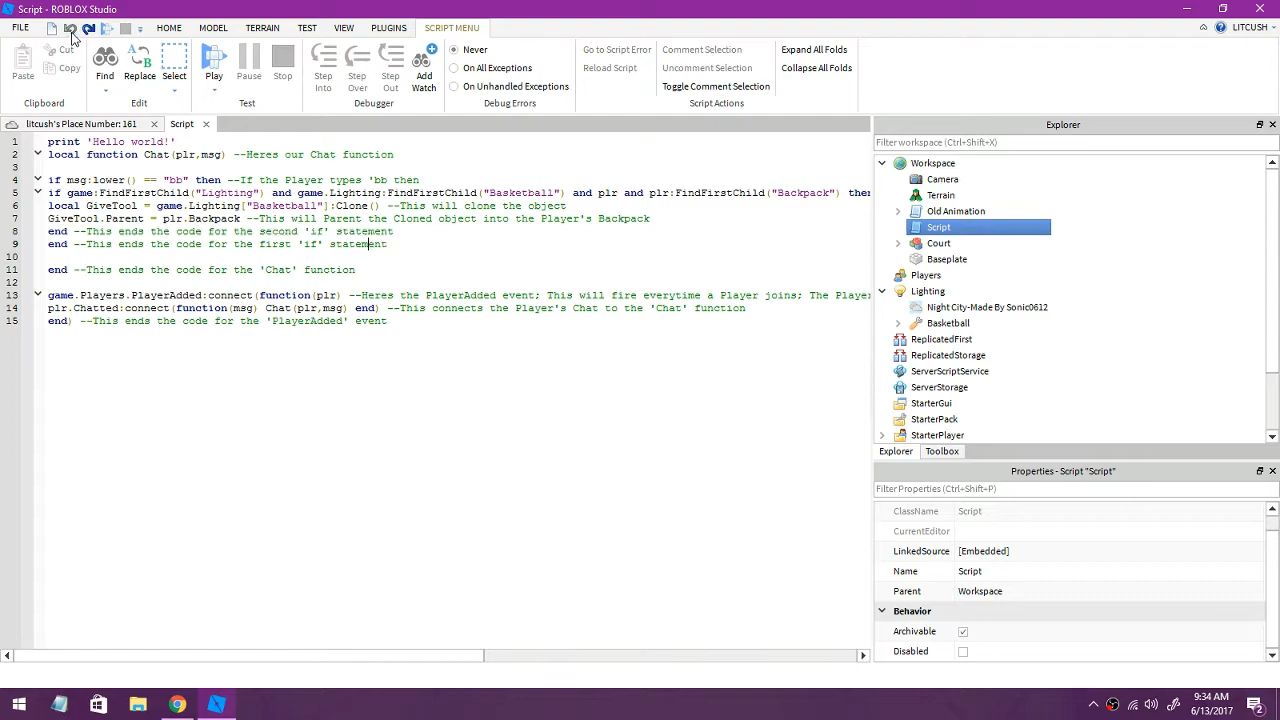 Script - ROBLOX Studio
FILE HOME MODEL TERRAIN TEST VIEW PLUGINS SCRIPT MENU LITCUSH
Paste Cut Copy
Clipboard
Find Replace Select
Edit
Play Pause Stop
Test
Step Into Step Over Step Out Add Watch
Debugger
Never
On All Exceptions
On Unhandled Exceptions
Debug Errors
Go to Script Error
Reload Script
Comment Selection
Uncomment Selection
Toggle Comment Selection
Script Actions
Expand All Folds
Collapse All Folds
litcush's Place Number: 161 Script
1 print 'Hello world!'
2 local function Chat(plr,msg) --Heres our Chat function
3
4 if msg:lower() == "bb" then --If the Player types 'bb then
5 if game:FindFirstChild("Lighting") and game.Lighting:FindFirstChild("Basketball") and plr and plr:FindFirstChild("Backpack") then
6 local GiveTool = game.Lighting["Basketball"]:Clone() --This will clone the object
7 GiveTool.Parent = plr.Backpack --This will Parent the Cloned object into the Player's Backpack
8 end --This ends the code for the second 'if' statement
9 end --This ends the code for the first 'if' statement
10
11 end --This ends the code for the 'Chat' function
12
13 game.Players.PlayerAdded:connect(function(plr) --Heres the PlayerAdded event; This will fire everytime a Player joins; The Player
14 plr.Chatted:connect(function(msg) Chat(plr,msg) end) --This connect the Player's Chat to the 'Chat' function
15 end) --This ends the code for the 'PlayerAdded' event
Explorer
Filter workspace (Ctrl+Shift+X)
Workspace
Camera
Terrain
Old Animation
Script
Court
Baseplate
Players
Lighting
Night City-Made By Sonic0612
Basketball
ReplicatedFirst
ReplicatedStorage
ServerScriptService
ServerStorage
StarterGui
StarterPack
StarterPlayer
Explorer Toolbox
Properties - Script "Script"
Filter Properties (Ctrl+Shift+P)
ClassName Script
CurrentEditor
LinkedSource [Embedded]
Name Script
Parent Workspace
Behavior
Archivable
Disabled
9:34 AM
6/13/2017
2